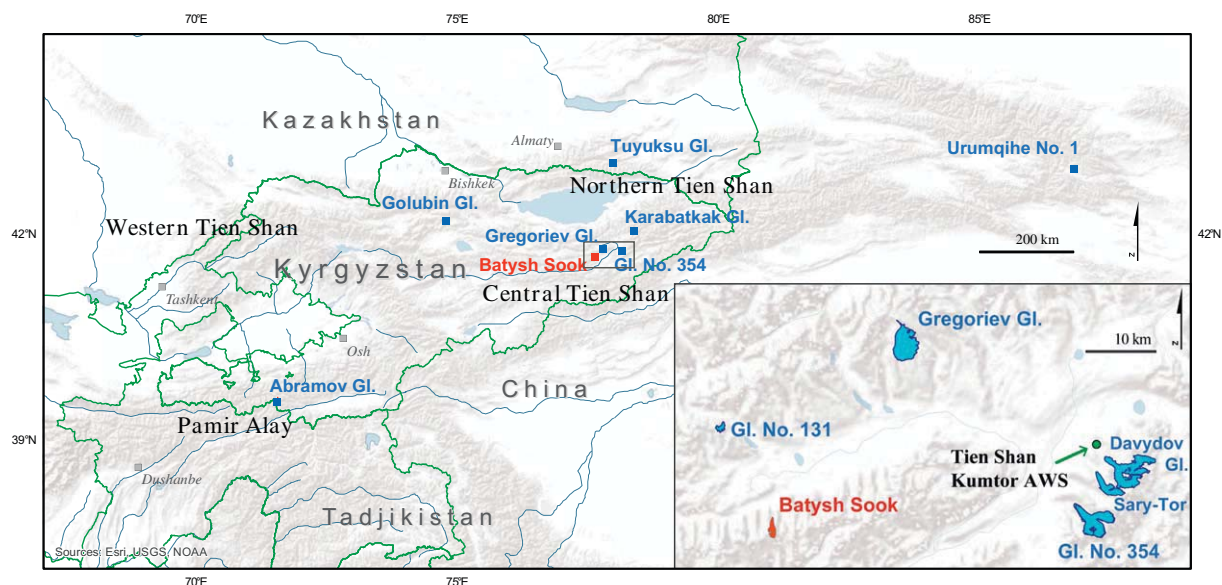 70°E 75°E 80°E 85°E
Kazakhstan
Almaty
Tuyuksu Gl.
Urumqihe No. 1
Bishkek
Northern Tien Shan
Golubin Gl.
Karabatkak Gl.
Western Tien Shan
42°N
Gregoriev Gl.
200 km
z
42°N
Batysh Sook
Gl. No. 354
Kyrgyzstan
Central Tien Shan
Tashkent
Osh
China
Abramov Gl.
Pamir Alay
39°N
Dushanbe
Tadjikistan
Sources: Esri, USGS, NOAA
70°E 75°E
Gregoriev Gl.
z
10 km
Gl. No. 131
Tien Shan
Kumtor AWS
Davydov
Gl.
Batysh Sook
Sary-Tor
Gl. No. 354